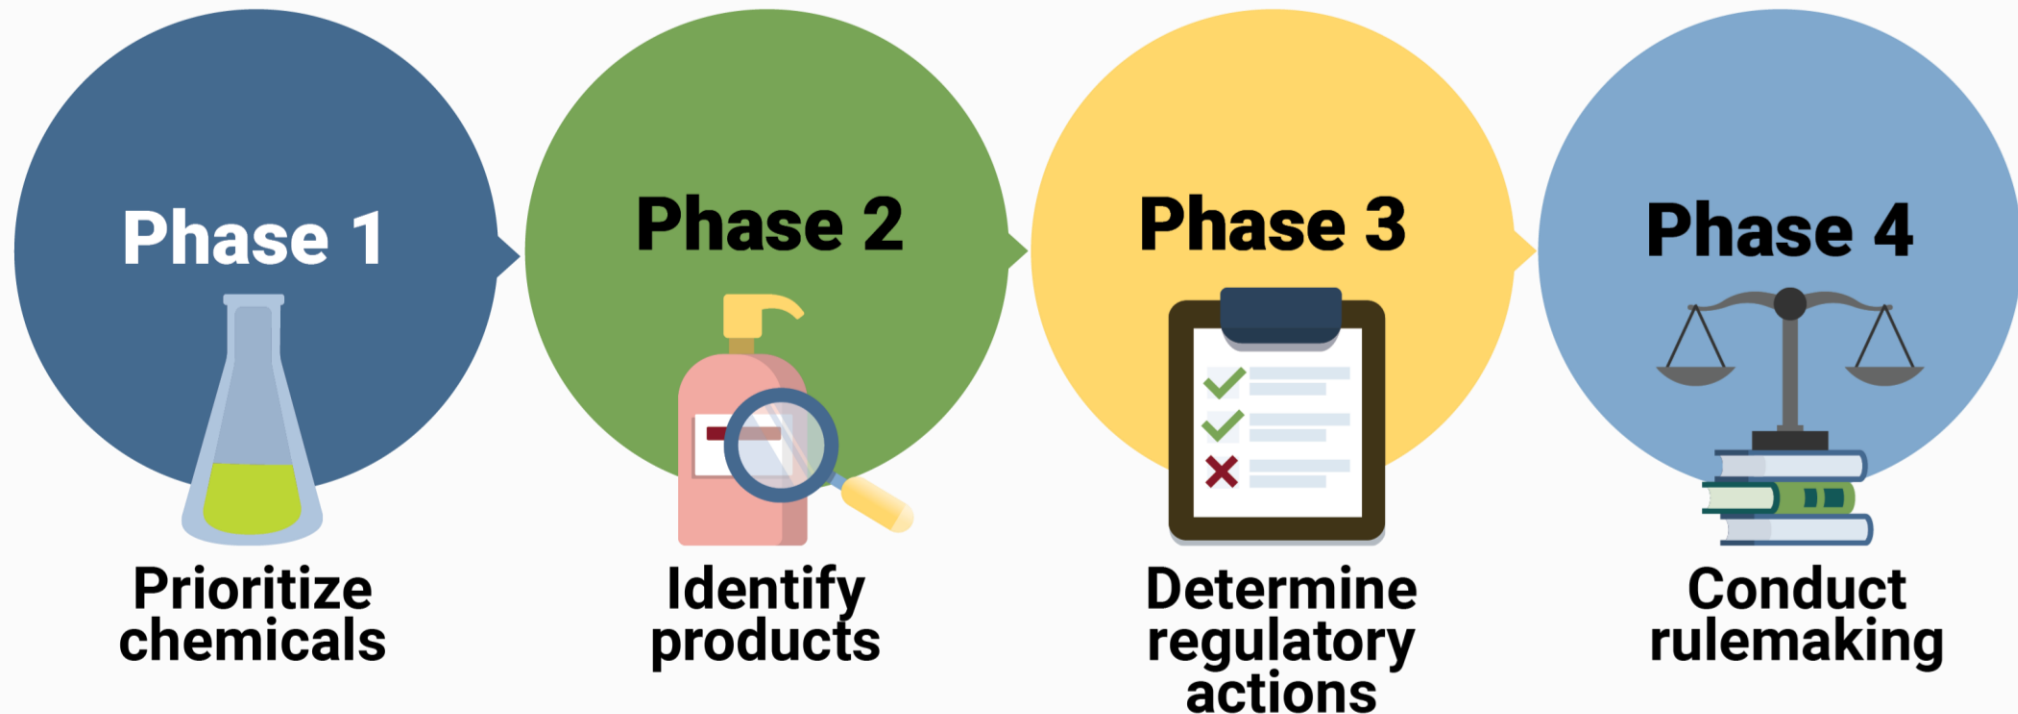 Phase 1
Prioritize
chemicals
Phase 2
Identify
products
Phase 3
Determine
regulatory
actions
Phase 4
Conduct
rulemaking